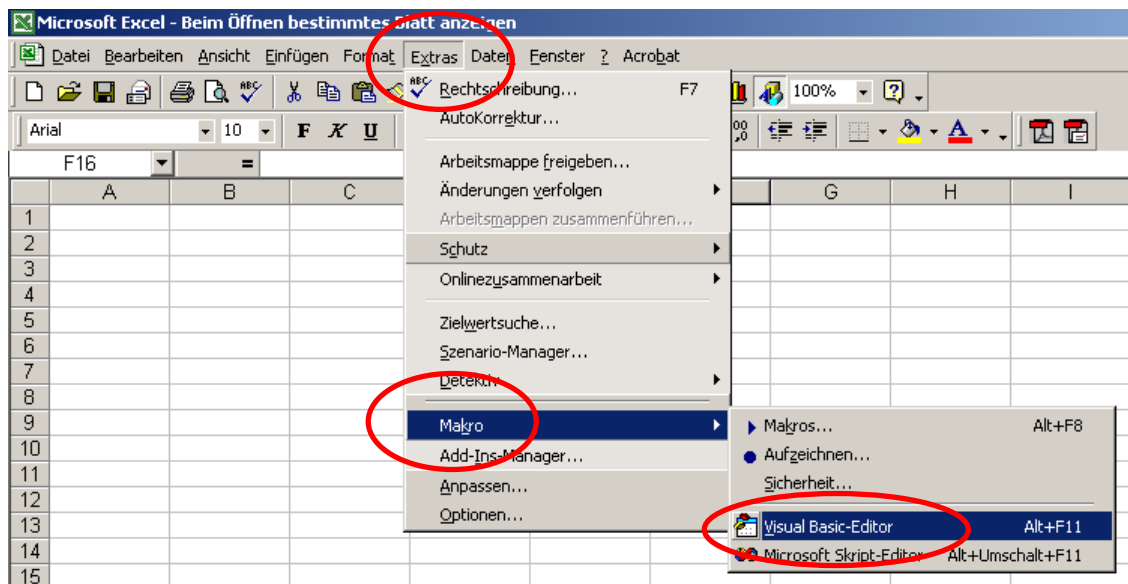 Microsoft Excel - Beim Öffnen bestimmtes Blatt anzeigen
Datei Bearbeiten Ansicht Einfügen Format Extras Daten Fenster ? Acrobat
100%
Arial 10 F K U
F16 =
A B C G H I
1
2
3
4
5
6
7
8
9
10
11
12
13
14
15
Rechtschreibung... F7
AutoKorrektur...
Arbeitsmappe freigeben...
Änderungen verfolgen
Arbeitsmappen zusammenführen...
Schutz
Onlinezusammenarbeit
Zielwertsuche...
Szenario-Manager...
Detektiv
Makro
Add-Ins-Manager...
Anpassen...
Optionen...
Makros... Alt+F8
Aufzeichnen...
Sicherheit...
Visual Basic-Editor Alt+F11
Microsoft Skript-Editor Alt+Umschalt+F11